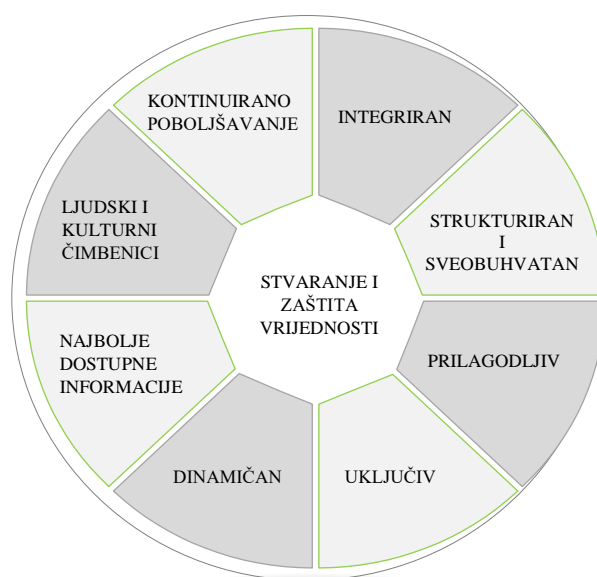 KONTINUIRANO
POBOLJŠAVANJE
INTEGRIRAN
STRUKTURIRAN
I
SVEOBUHVATAN
PRILAGODLJIV
UKLJUČIV
DINAMIČAN
NAJBOLJE
DOSTUPNE
INFORMACIJE
LJUDSKI I
KULTURNI
ČIMBENICI
STVARANJE I
ZAŠTITA
VRIJEDNOSTI